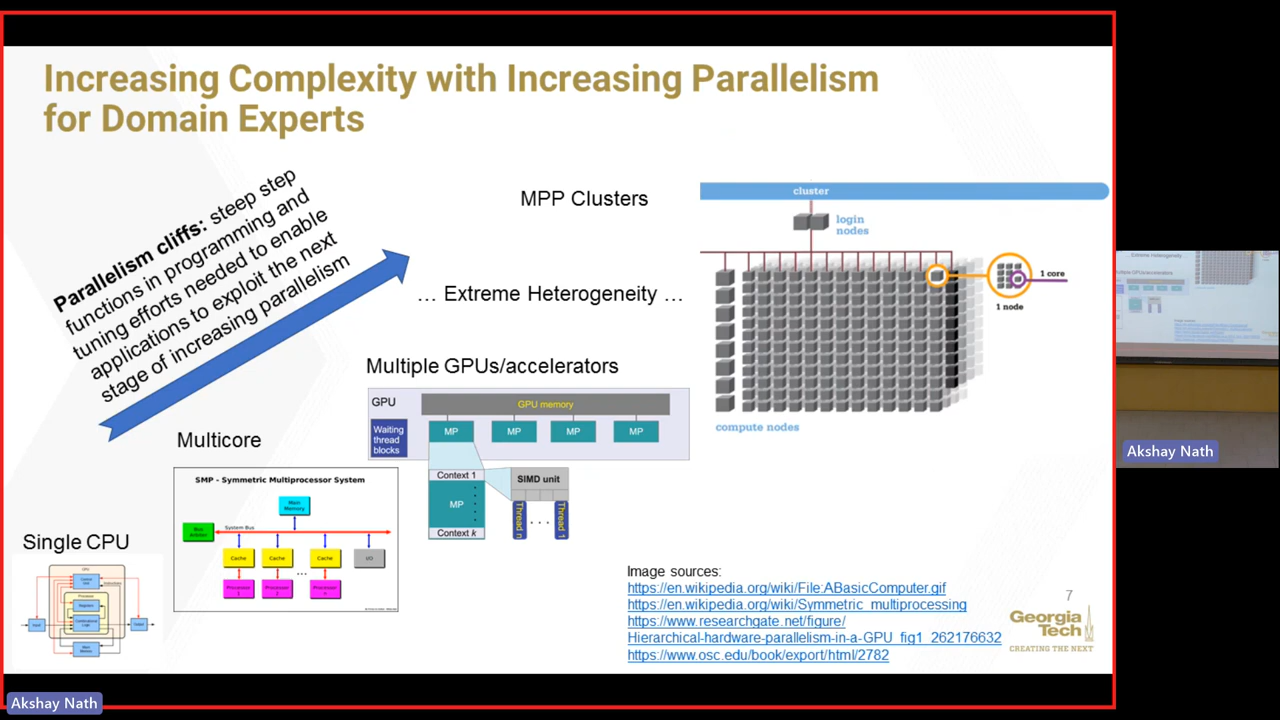 Increasing Complexity with Increasing Parallelism
for Domain Experts
Parallelism cliffs: steep step
functions in programming and
tuning efforts needed to enable
applications to exploit the next
stage of increasing parallelism
MPP Clusters
… Extreme Heterogeneity …
Multiple GPUs/accelerators
Multicore
Single CPU
cluster
login
nodes
1 core
1 node
compute nodes
GPU
GPU memory
Waiting
thread
blocks
MP
MP
MP
MP
Context 1
MP
Context k
SIMD unit
Thread n
Thread 1
SMP - Symmetric Multiprocessor System
Main
Memory
System Bus
Bus
Arbiter
Cache
Cache
Cache
I/O
...
Processor
Processor
Processor
Image sources:
https://en.wikipedia.org/wiki/File:ABasicComputer.gif
https://en.wikipedia.org/wiki/Symmetric_multiprocessing
https://www.researchgate.net/figure/
Hierarchical-hardware-parallelism-in-a-GPU_fig1_262176632
https://www.osc.edu/book/export/html/2782
7
Georgia
Tech
CREATING THE NEXT
Akshay Nath
Akshay Nath